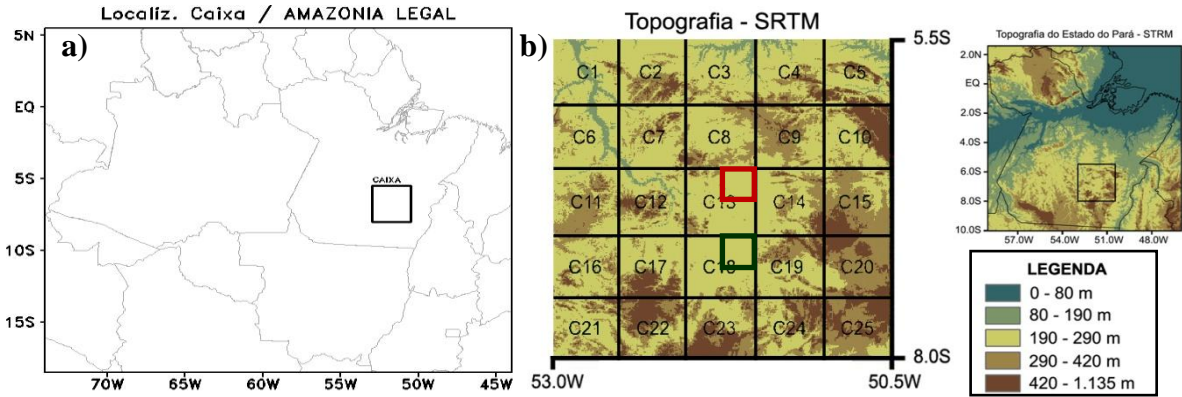 Localiz. Caixa / AMAZONIA LEGAL
a)
5N
EQ
5S
10S
15S
70W 65W 60W 55W 50W 45W
CAIXA
b)
Topografia - SRTM
C1 C2 C3 C4 C5
C6 C7 C8 C9 C10
C11 C12 C13 C14 C15
C16 C17 C18 C19 C20
C21 C22 C23 C24 C25
5.5S
8.0S
53.0W 50.5W
Topografia do Estado do Pará - STRM
2.0N
EQ
2.0S
4.0S
6.0S
8.0S
10.0S
57.0W 54.0W 51.0W 48.0W
LEGENDA
0 - 80 m
80 - 190 m
190 - 290 m
290 - 420 m
420 - 1.135 m